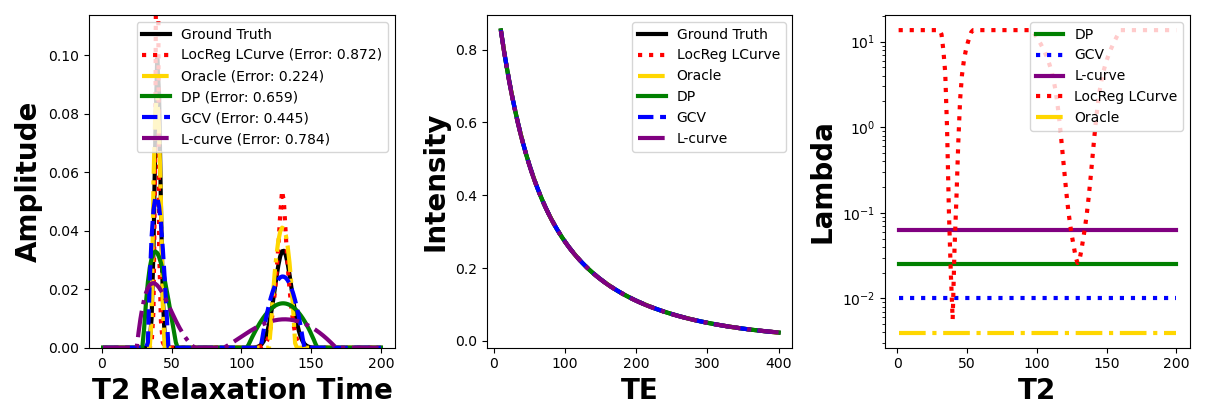 Amplitude
0.10
0.08
0.06
0.04
0.02
0.00
0
50
100
150
200
T2 Relaxation Time
Ground Truth
LocReg LCurve (Error: 0.872)
Oracle (Error: 0.224)
DP (Error: 0.659)
GCV (Error: 0.445)
L-curve (Error: 0.784)
Intensity
0.8
0.6
0.4
0.2
0.0
0
100
200
300
400
TE
Ground Truth
LocReg LCurve
Oracle
DP
GCV
L-curve
Lambda
10¹
10⁰
10⁻¹
10⁻²
0
50
100
150
200
T2
DP
GCV
L-curve
LocReg LCurve
Oracle